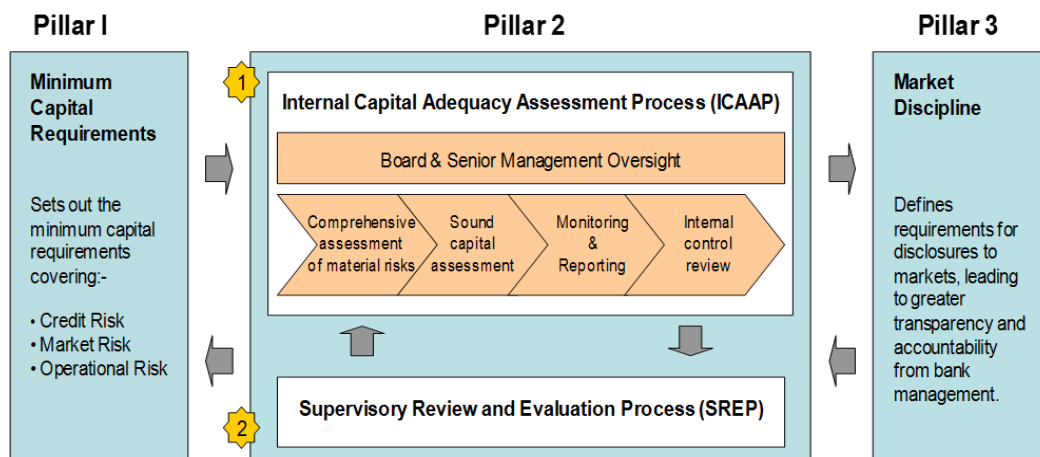 Pillar I
Pillar 2
Pillar 3
Minimum
Capital
Requirements
Sets out the
minimum capital
requirements
covering:-
• Credit Risk
• Market Risk
• Operational Risk
1
Internal Capital Adequacy Assessment Process (ICAAP)
Board & Senior Management Oversight
Comprehensive
assessment
of material risks
Sound
capital
assessment
Monitoring
&
Reporting
Internal
control
review
2
Supervisory Review and Evaluation Process (SREP)
Market
Discipline
Defines
requirements for
disclosures to
markets, leading
to greater
transparency and
accountability
from bank
management.